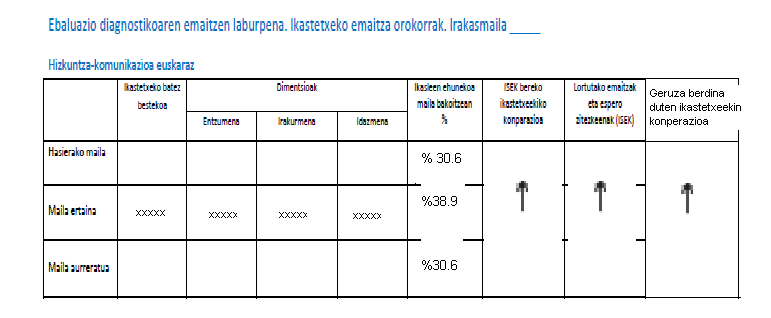 Ebaluazio diagnostikoaren emaitzen laburpena. Ikastetxeko emaitza orokorrak. Irakasmaila ____
Hizkuntza-komunikazioa euskaraz
Ikastetxeko batez bestekoa
Dimentsioak
Entzumena Irakurmena Idazmena
Ikasleen ehunekoa maila bakoitzean %
ISEK bereko ikastetxeekiko konparazioa
Lortutako emaitzak eta espero zitezkeenak (ISEK)
Geruza berdina duten ikastetxeekin konperazioa
Hasierako maila % 30.6
Maila ertaina xxxxx xxxxx xxxxx xxxxx %38.9
Maila aurreratua %30.6